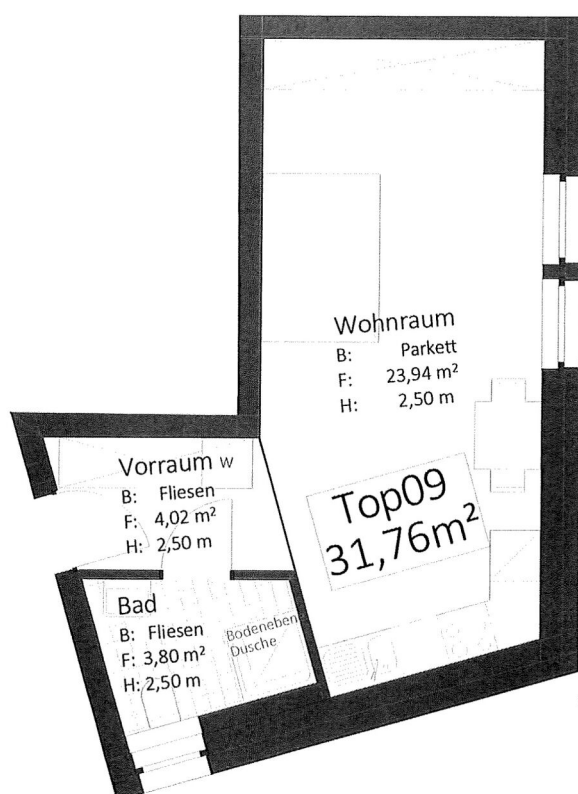 Wohnraum
B: Parkett
F: 23,94 m²
H: 2,50 m
Vorraum W
B: Fliesen
F: 4,02 m²
H: 2,50 m
Top09
31,76m²
Bad
B: Fliesen
F: 3,80 m²
H: 2,50 m
Bodeneben
Dusche